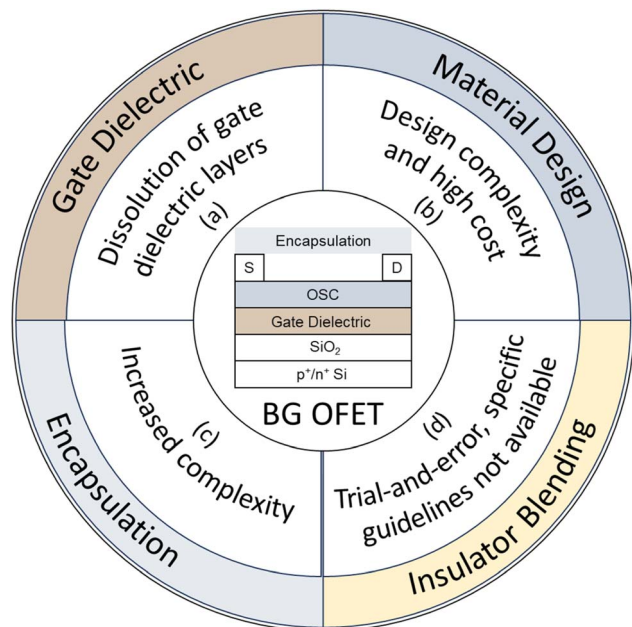 Gate Dielectric
Dissolution of gate
dielectric layers
(a)
Material Design
Design complexity
and high cost
(b)
Encapsulation
S
D
OSC
Gate Dielectric
SiO₂
p⁺/n⁺ Si
BG OFET
(c)
Increased complexity
Encapsulation
(d)
Trial-and-error, specific
guidelines not available
Insulator Blending